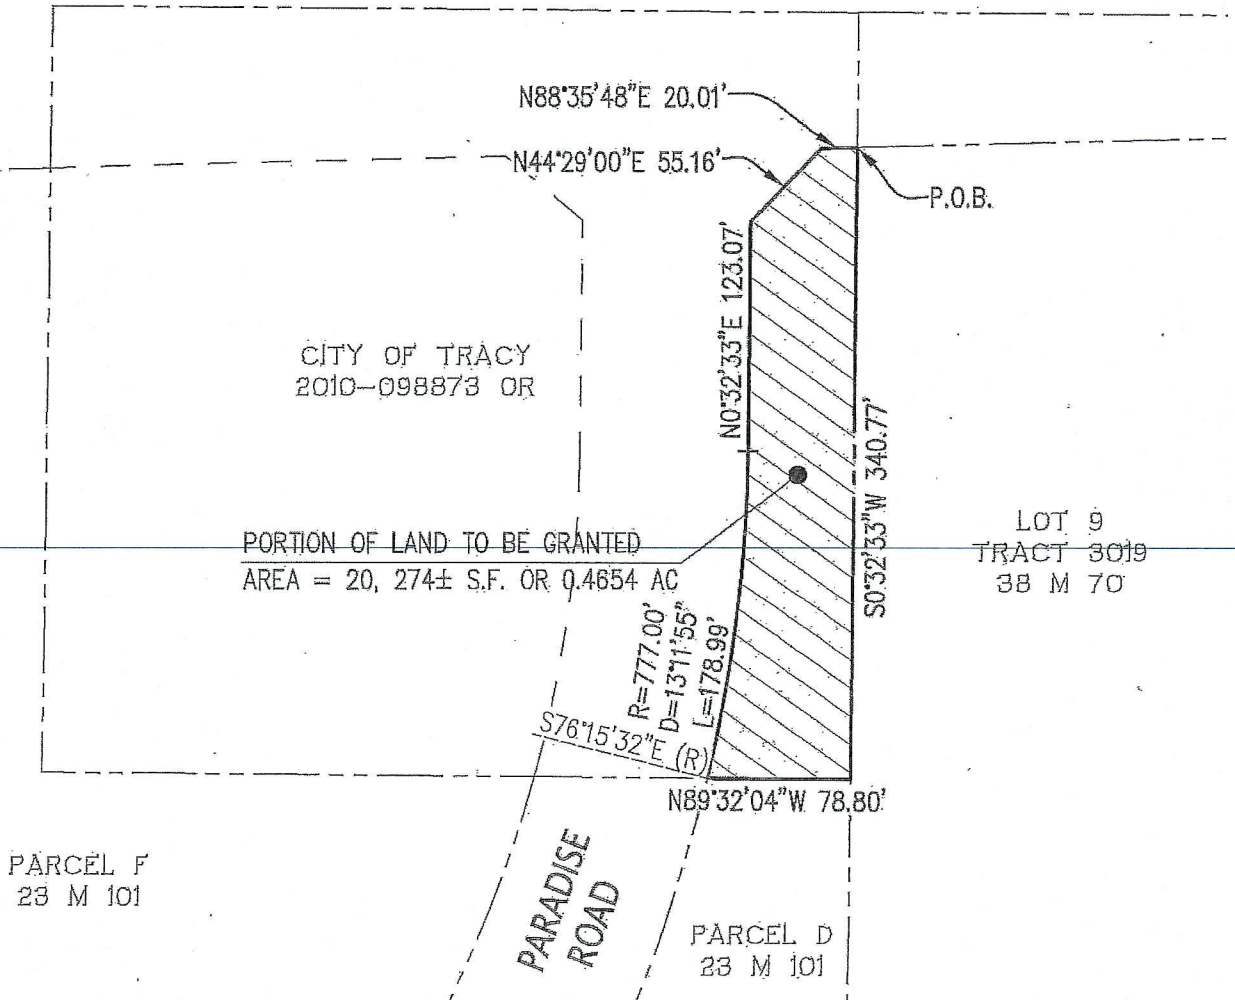 N88°35'48"E 20.01'
N44°29'00"E 55.16'
P.O.B.
N0°32'33"E 123.07'
CITY OF TRACY
2010-098873 OR
S0°32'33"W 340.77'
LOT 9
TRACT 3019
38 M 70
PORTION OF LAND TO BE GRANTED
AREA = 20, 274± S.F. OR 0.4654 AC
R=777.00'
D=13°11'55"
L=178.99'
S76°15'32"E (R)
N89°32'04"W 78.80'
PARCEL F
23 M 101
PARADISE
ROAD
PARCEL D
23 M 101